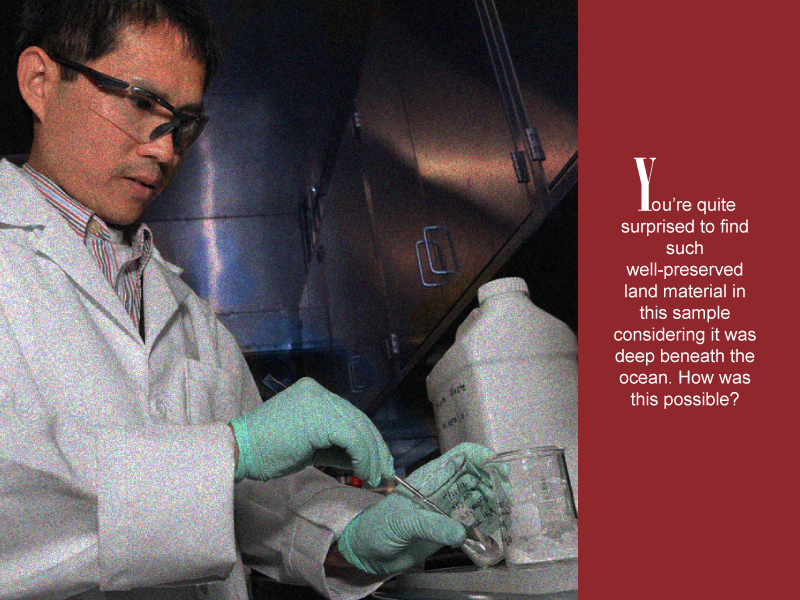 You’re quite
surprised to find
such
well-preserved
land material in
this sample
considering it was
deep beneath the
ocean. How was
this possible?